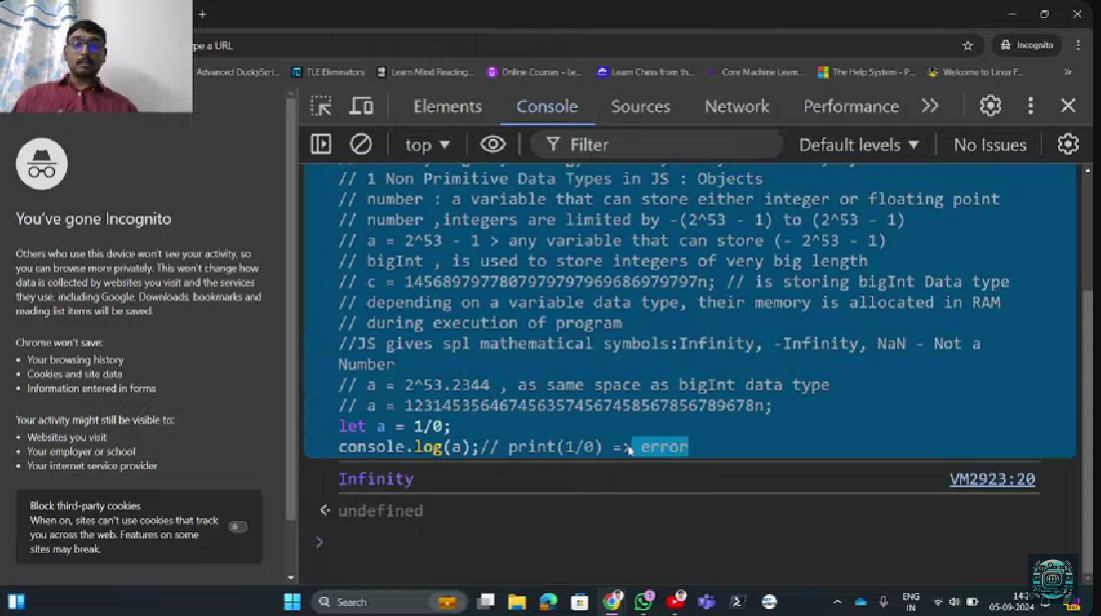 pe a URL
Incognito
Advanced DuckyScri...
TLE Eliminators
Learn Mind Reading...
Online Courses - Le...
Learn Chess from th...
Core Machine Lear...
The Help System - P...
Welcome to Linux F...
Elements
Console
Sources
Network
Performance
top
Filter
Default levels
No Issues
You've gone Incognito
Others who use this device won't see your activity, so
you can browse more privately. This won't change how
data is collected by websites you visit and the services
they use, including Google. Downloads, bookmarks and
reading list items will be saved.
Chrome won't save:
• Your browsing history
• Cookies and site data
• Information entered in forms
Your activity might still be visible to:
• Websites you visit
• Your employer or school
• Your internet service provider
Block third-party cookies
When on, sites can't use cookies that track
you across the web. Features on some
sites may break.
// 1 Non Primitive Data Types in JS : Objects
// number : a variable that can store either integer or floating point
// number ,integers are limited by -(2^53 - 1) to (2^53 - 1)
// a = 2^53 - 1 > any variable that can store (- 2^53 - 1)
// bigInt , is used to store integers of very big length
// c = 1456897977807979797969686979797n; // is storing bigInt Data type
// depending on a variable data type, their memory is allocated in RAM
// during execution of program
//JS gives spl mathematical symbols:Infinity, -Infinity, NaN - Not a
Number
// a = 2^53.2344 , as same space as bigInt data type
// a = 1231453564674563574567458567856789678n;
let a = 1/0;
console.log(a);// print(1/0) => error
Infinity
VM2923:20
undefined
Search
ENG
IN
05-09-2024